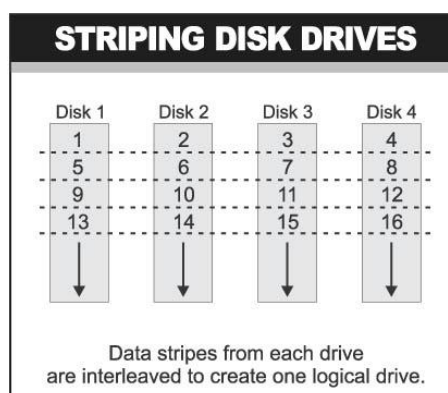 STRIPING DISK DRIVES
Disk 1 Disk 2 Disk 3 Disk 4
1 2 3 4
5 6 7 8
9 10 11 12
13 14 15 16
Data stripes from each drive
are interleaved to create one logical drive.